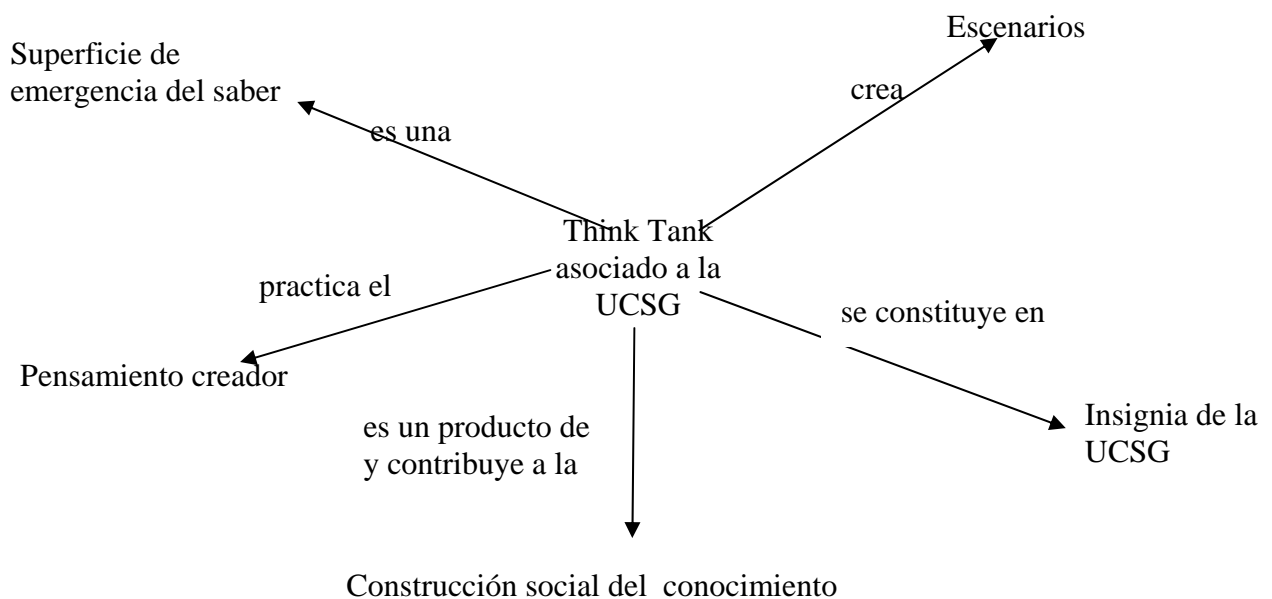 Escenarios
Superficie de
emergencia del saber
crea
es una
Think Tank
asociado a la
UCSG
practica el
se constituye en
Pensamiento creador
Insignia de la
UCSG
es un producto de
y contribuye a la
Construcción social del conocimiento